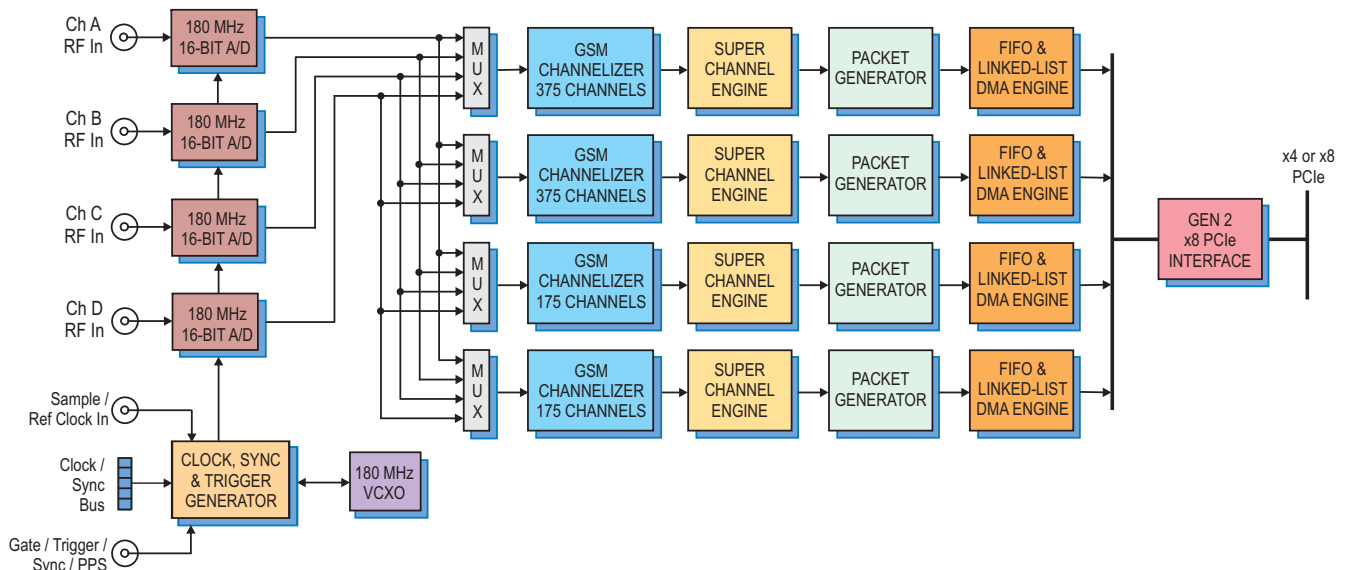 Ch A
RF In
180 MHz
16-BIT A/D
Ch B
RF In
180 MHz
16-BIT A/D
Ch C
RF In
180 MHz
16-BIT A/D
Ch D
RF In
180 MHz
16-BIT A/D
Sample /
Ref Clock In
Clock /
Sync
Bus
Gate / Trigger /
Sync / PPS
CLOCK, SYNC
& TRIGGER
GENERATOR
180 MHz
VCXO
M
U
X
GSM
CHANNELIZER
375 CHANNELS
SUPER
CHANNEL
ENGINE
PACKET
GENERATOR
FIFO &
LINKED-LIST
DMA ENGINE
M
U
X
GSM
CHANNELIZER
375 CHANNELS
SUPER
CHANNEL
ENGINE
PACKET
GENERATOR
FIFO &
LINKED-LIST
DMA ENGINE
M
U
X
GSM
CHANNELIZER
175 CHANNELS
SUPER
CHANNEL
ENGINE
PACKET
GENERATOR
FIFO &
LINKED-LIST
DMA ENGINE
M
U
X
GSM
CHANNELIZER
175 CHANNELS
SUPER
CHANNEL
ENGINE
PACKET
GENERATOR
FIFO &
LINKED-LIST
DMA ENGINE
GEN 2
x8 PCIe
INTERFACE
x4 or x8
PCIe